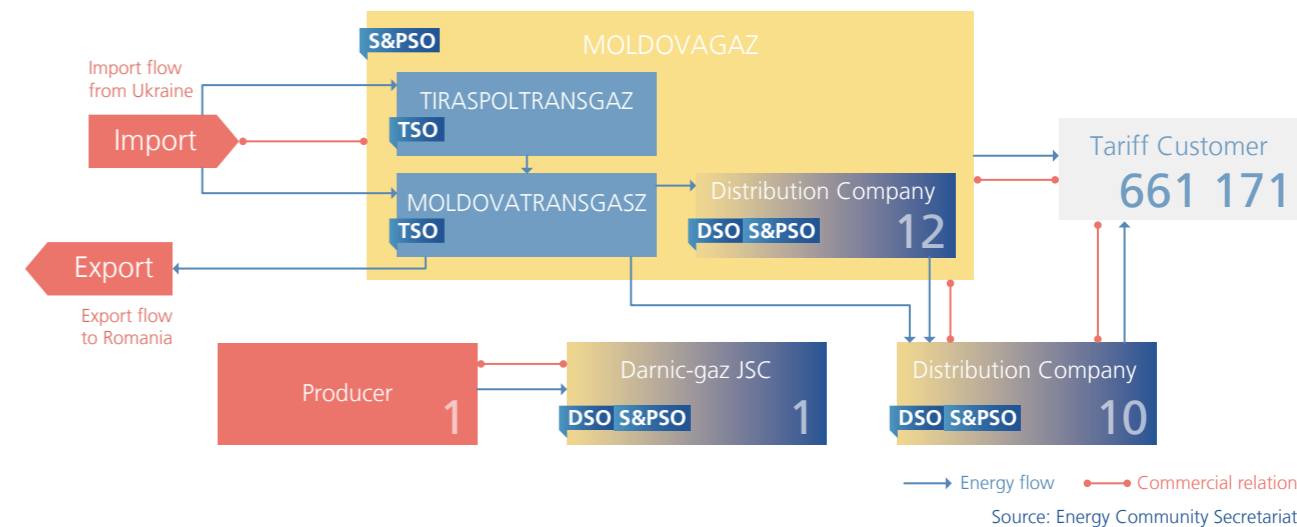 S&PSO
MOLDOVAGAZ
Import flow
from Ukraine
Import
TIRASPOLTRANSGAZ
TSO
MOLDOVATRANSGASZ
TSO
Distribution Company
DSO S&PSO
12
Tariff Customer
661 171
Export
Export flow
to Romania
Producer
1
Darnic-gaz JSC
DSO S&PSO
1
Distribution Company
DSO S&PSO
10
Energy flow
Commercial relation
Source: Energy Community Secretariat